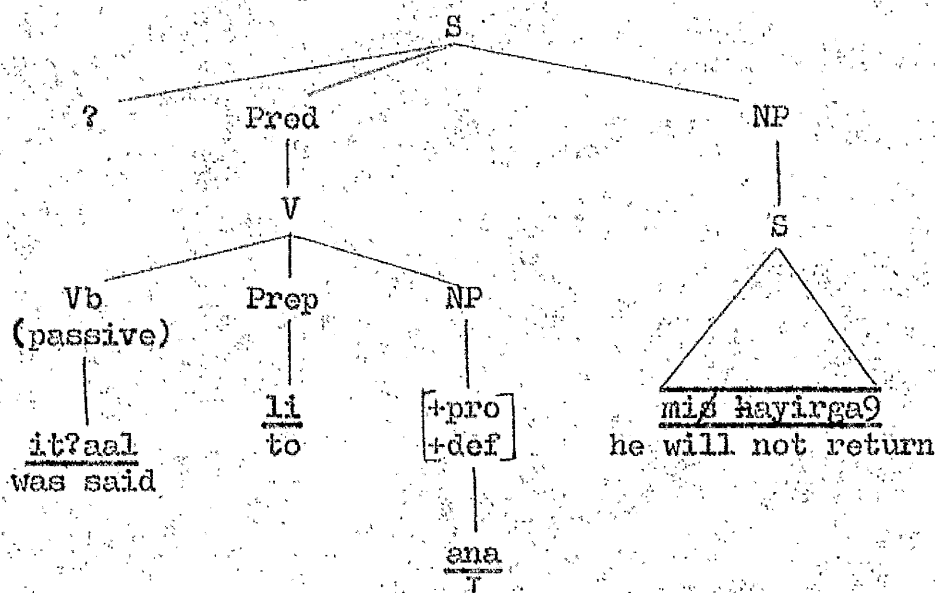 S
? Pred NP
V S
Vb Prep NP
(passive)
li [+pro] miṣ hayirga9
it?aal to [+def] he will not return
was said
ana
I